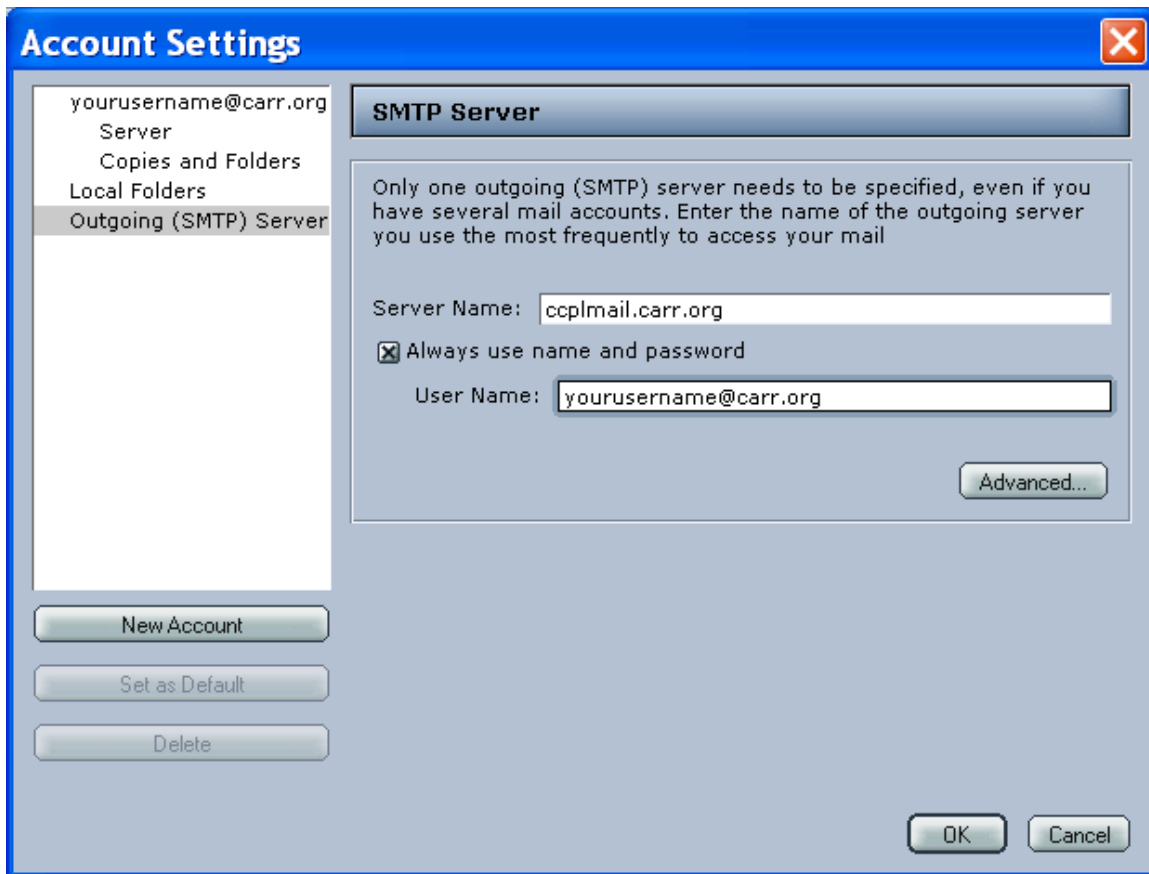 Account Settings
yourusername@carr.org
Server
Copies and Folders
Local Folders
Outgoing (SMTP) Server
New Account
Set as Default
Delete
SMTP Server
Only one outgoing (SMTP) server needs to be specified, even if you
have several mail accounts. Enter the name of the outgoing server
you use the most frequently to access your mail
Server Name: ccplmail.carr.org
Always use name and password
User Name: yourusername@carr.org
Advanced...
OK Cancel